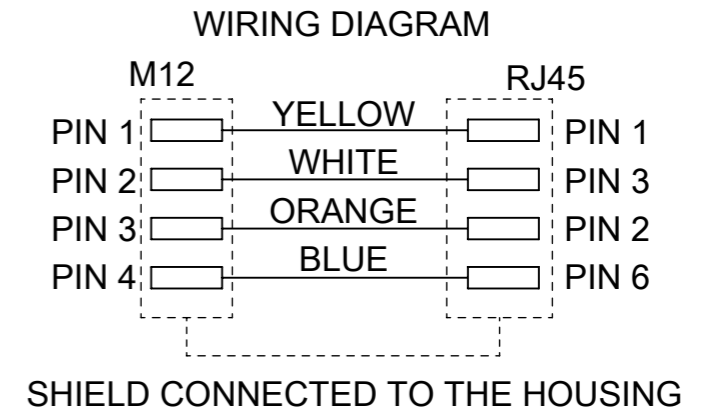 WIRING DIAGRAM
M12 RJ45
PIN 1 YELLOW PIN 1
PIN 2 WHITE PIN 3
PIN 3 ORANGE PIN 2
PIN 4 BLUE PIN 6
SHIELD CONNECTED TO THE HOUSING